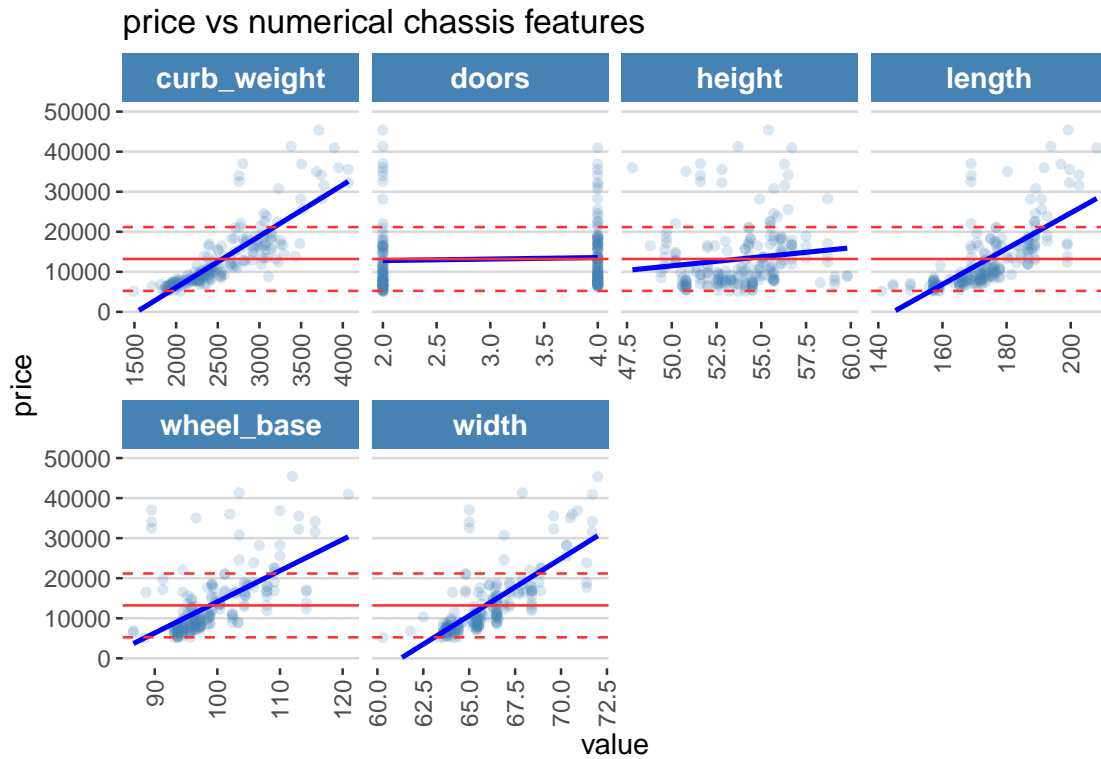 price vs numerical chassis features
curb_weight doors height length
50000
40000
30000
20000
10000
0
1500 2000 2500 3000 3500 4000 2.0 2.5 3.0 3.5 4.0 47.5 50.0 52.5 55.0 57.5 60.0 140 160 180 200
price
wheel_base width
50000
40000
30000
20000
10000
0
90 100 110 120 60.0 62.5 65.0 67.5 70.0 72.5
value